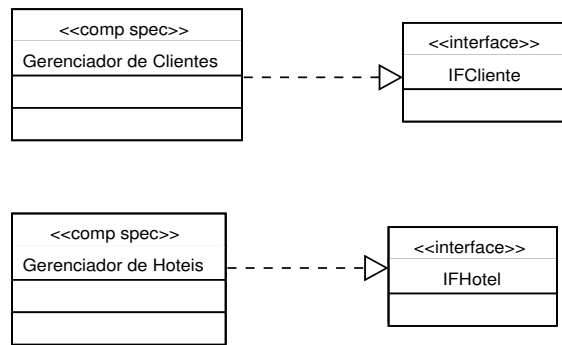 <<comp spec>>
Gerenciador de Clientes
<<interface>>
IFCliente
<<comp spec>>
Gerenciador de Hoteis
<<interface>>
IFHotel